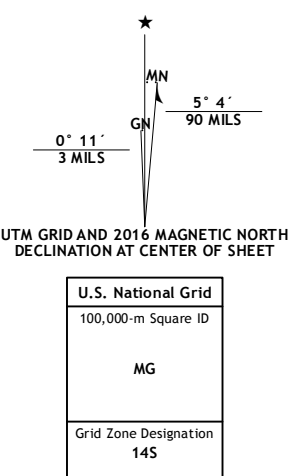 ★
MN
5° 4´
90 MILS
GN
0° 11´
3 MILS
UTM GRID AND 2016 MAGNETIC NORTH
DECLINATION AT CENTER OF SHEET
U.S. National Grid
100,000-m Square ID
MG
Grid Zone Designation
14S